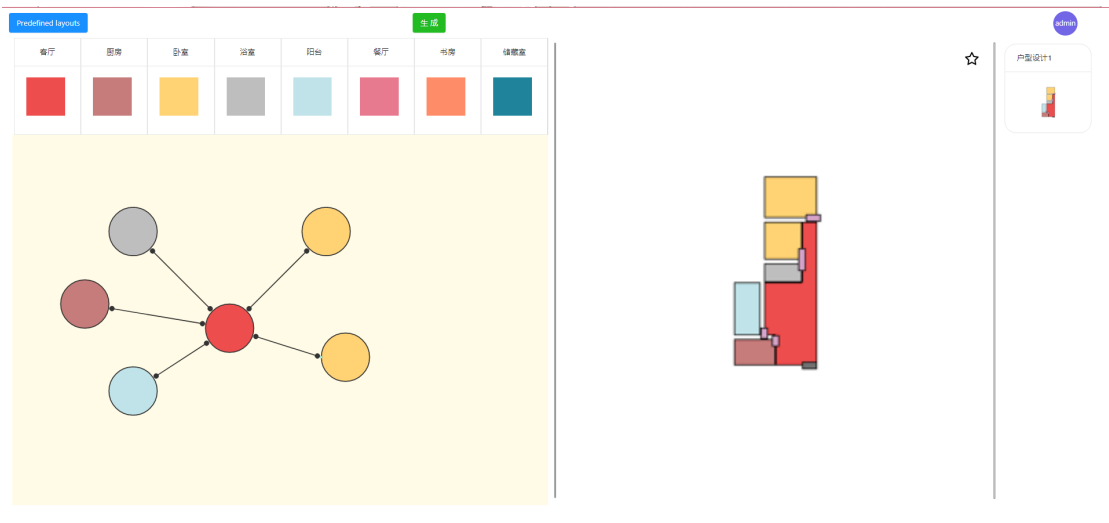 Predefined layouts
生 成
admin
客厅 厨房 卧室 浴室 阳台 餐厅 书房 储藏室
户型设计1